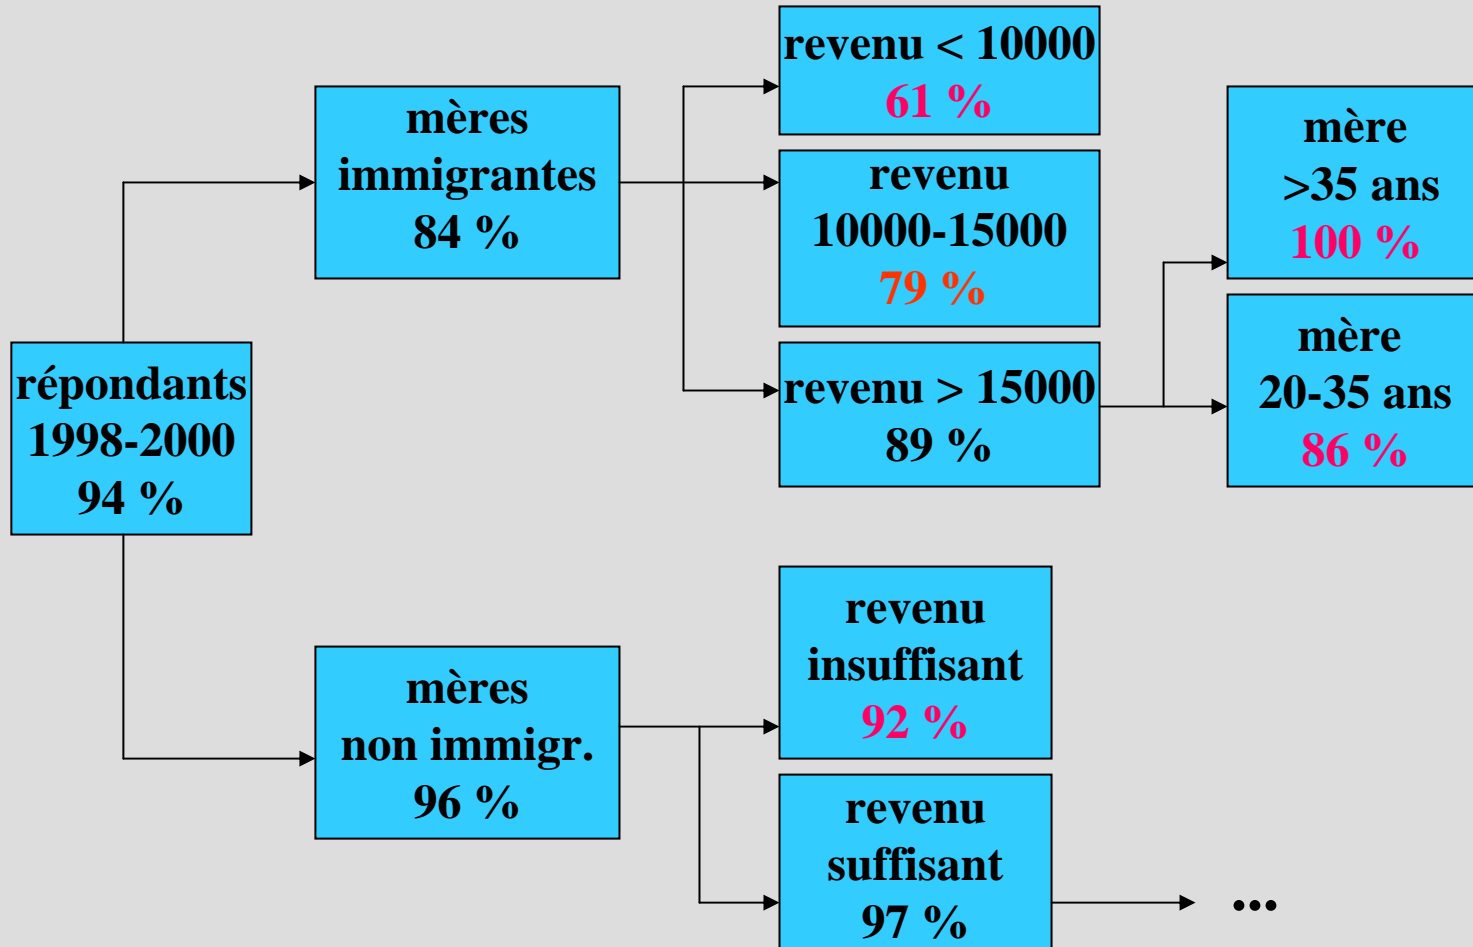 répondants
1998-2000
94 %
mères
immigrantes
84 %
revenu < 10000
61 %
revenu
10000-15000
79 %
revenu > 15000
89 %
mère
>35 ans
100 %
mère
20-35 ans
86 %
mères
non immigr.
96 %
revenu
insuffisant
92 %
revenu
suffisant
97 %
...